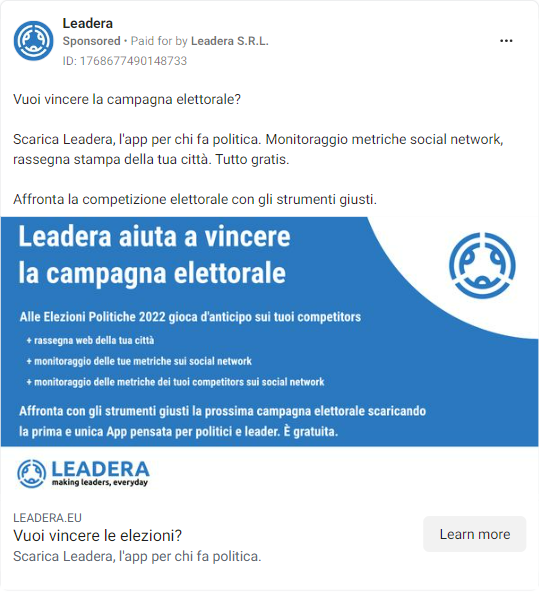 Leadera
Sponsored • Paid for by Leadera S.R.L.
ID: 1768677490148733
Vuoi vincere la campagna elettorale?
Scarica Leadera, l'app per chi fa politica. Monitoraggio metriche social network,
rassegna stampa della tua città. Tutto gratis.
Affronta la competizione elettorale con gli strumenti giusti.
Leadera aiuta a vincere
la campagna elettorale
Alle Elezioni Politiche 2022 gioca d'anticipo sui tuoi competitors
+ rassegna web della tua città
+ monitoraggio delle tue metriche sui social network
+ monitoraggio delle metriche dei tuoi competitors sui social network
Affronta con gli strumenti giusti la prossima campagna elettorale scaricando
la prima e unica App pensata per politici e leader. È gratuita.
LEADERA
making leaders, everyday
LEADERA.EU
Vuoi vincere le elezioni?
Scarica Leadera, l'app per chi fa politica.
Learn more